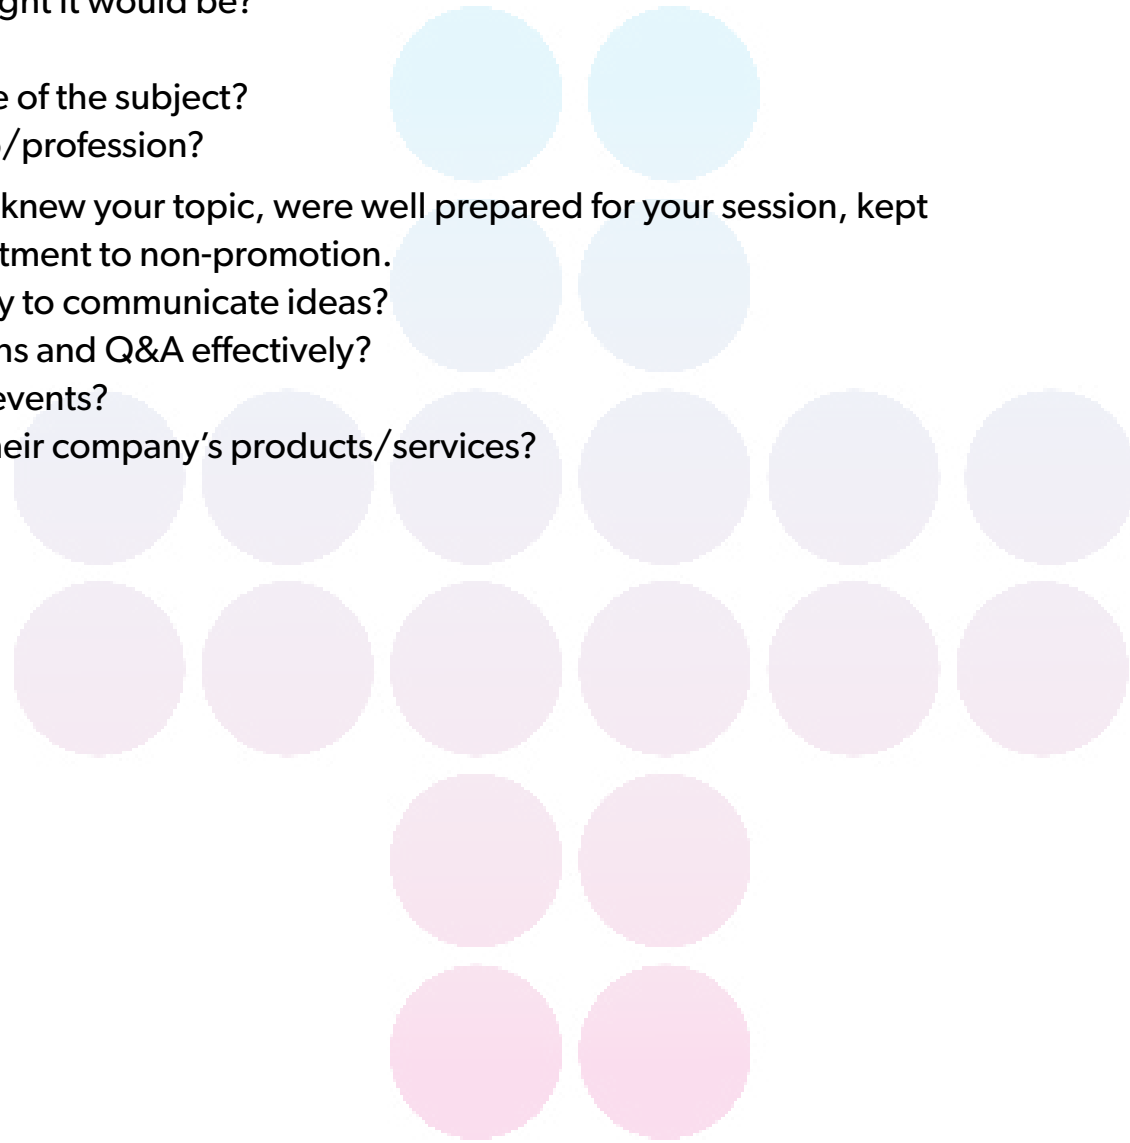 ght it would be?
e of the subject?
/profession?
knew your topic, were well prepared for your session, kept
tment to non-promotion.
y to communicate ideas?
ns and Q&A effectively?
events?
eir company’s products/services?